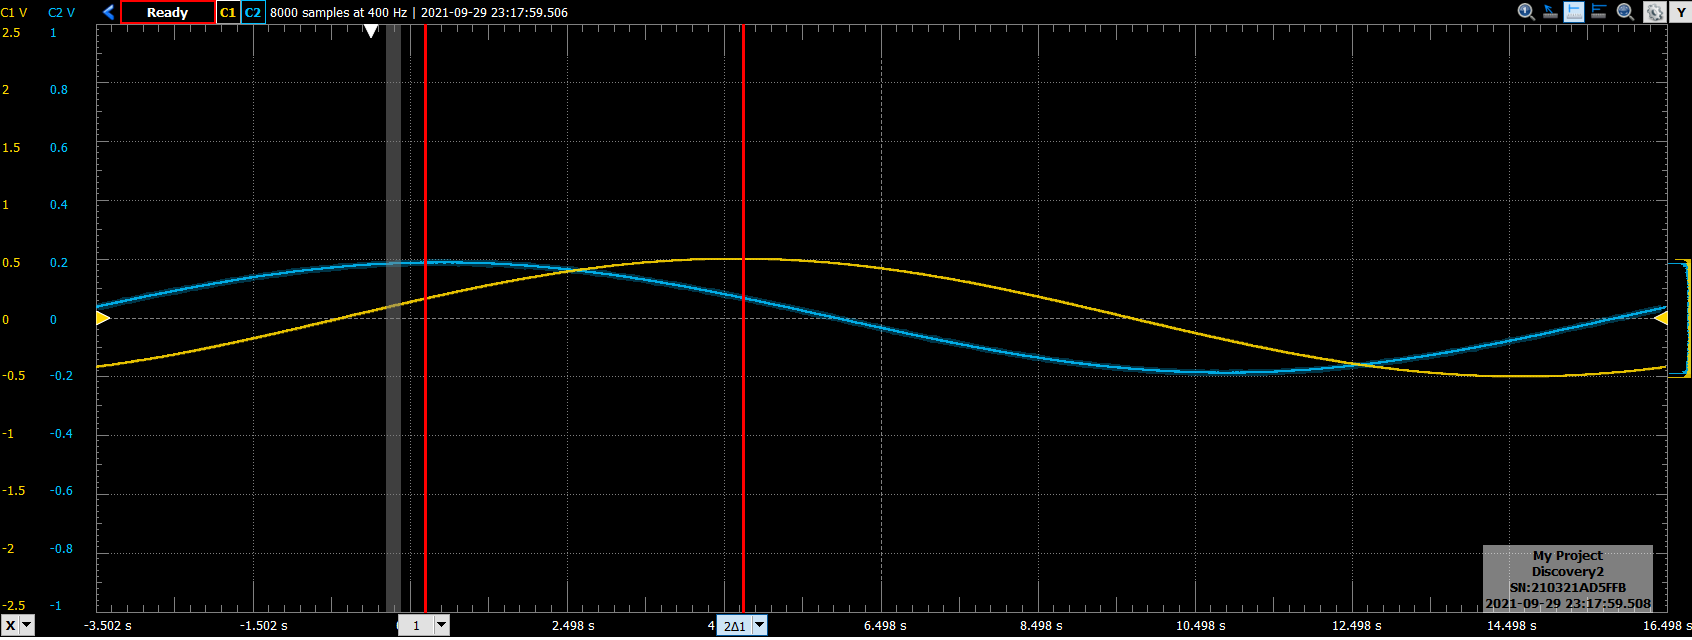 C1 V C2 V Ready C1 C2 8000 samples at 400 Hz | 2021-09-29 23:17:59.506 Y
2.5 1
2 0.8
1.5 0.6
1 0.4
0.5 0.2
0 0
-0.5 -0.2
-1 -0.4
-1.5 -0.6
-2 -0.8
-2.5 -1
My Project
Discovery2
SN:210321AD5FFB
2021-09-29 23:17:59.508
X -3.502 s -1.502 s 1 2.498 s 4 2Δ1 6.498 s 8.498 s 10.498 s 12.498 s 14.498 s 16.498 s